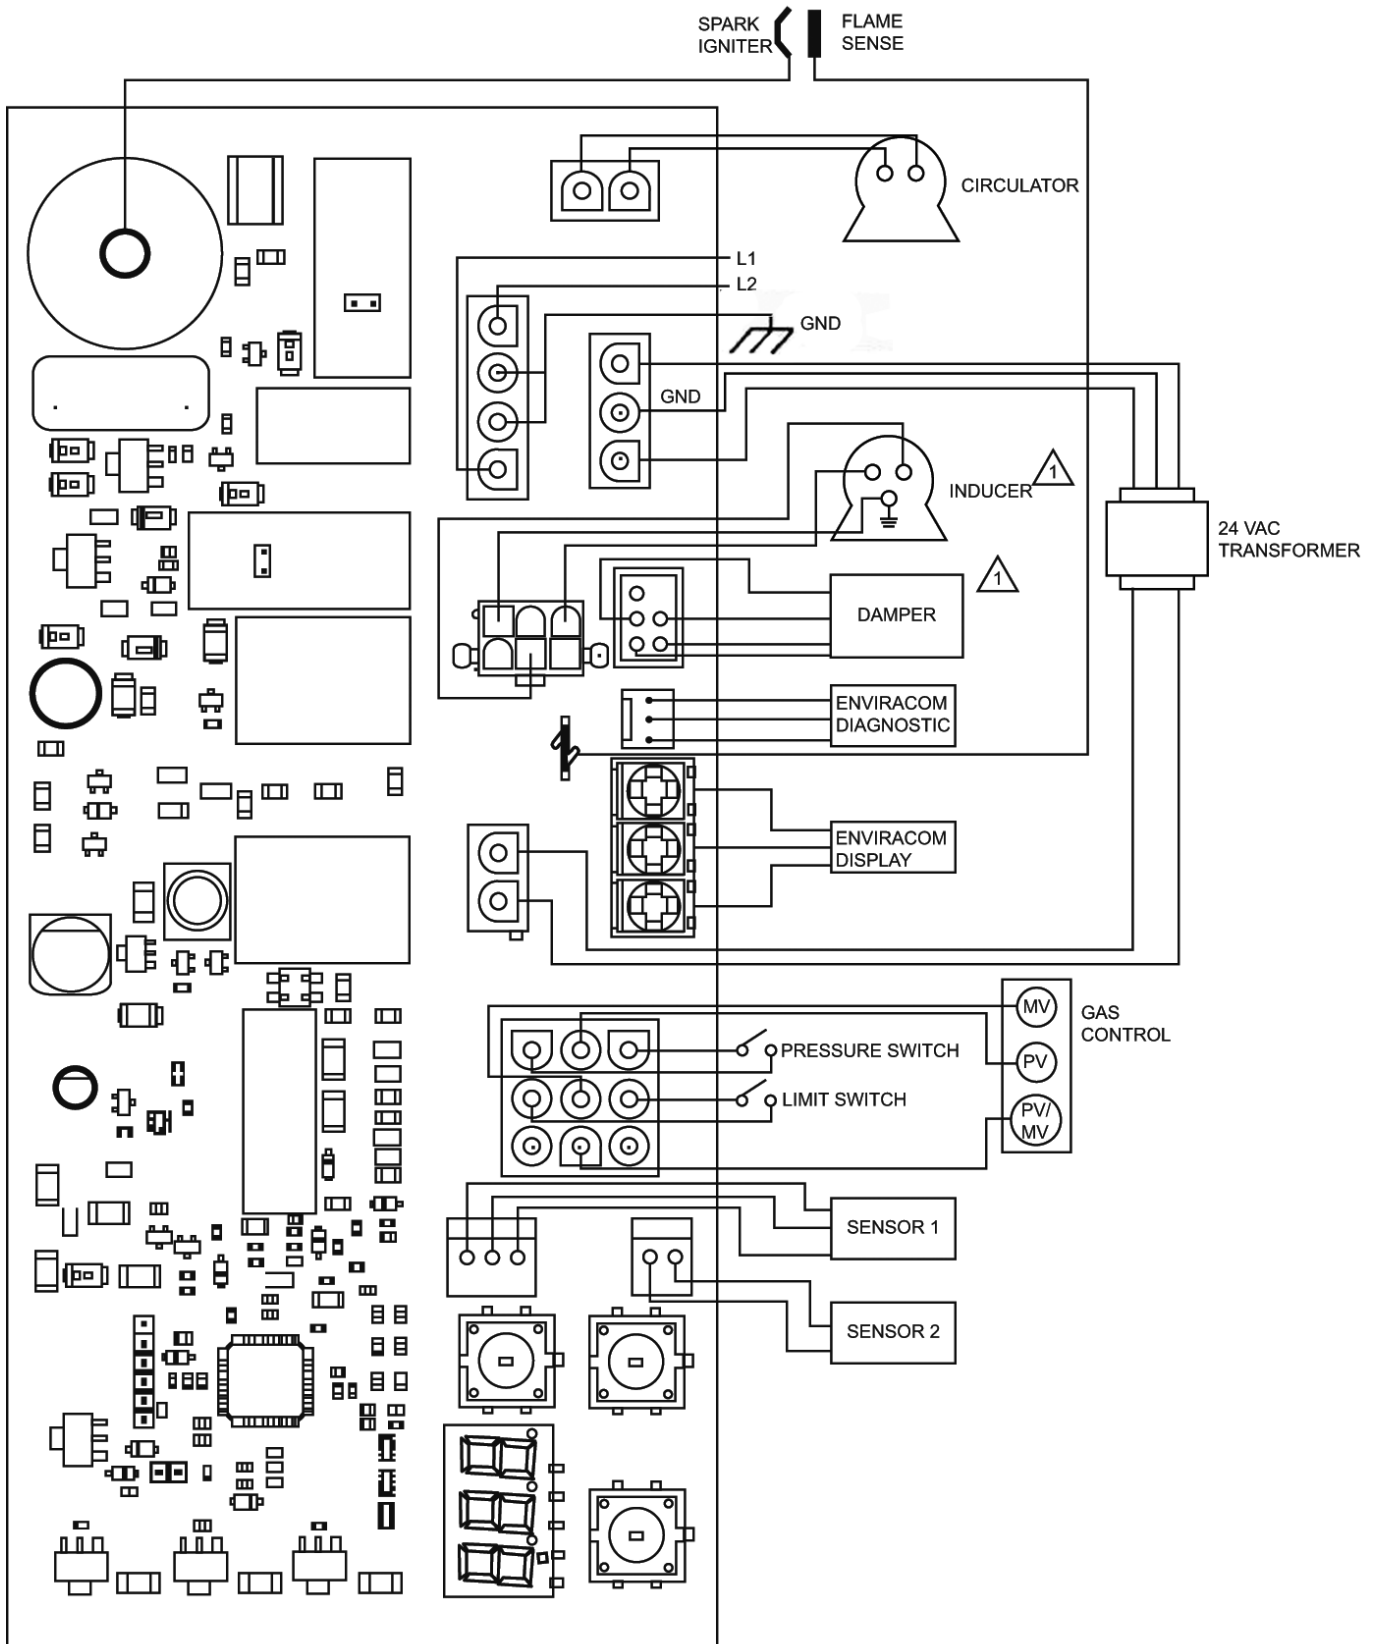 SPARK
IGNITER
FLAME
SENSE
CIRCULATOR
L1
L2
GND
GND
INDUCER
1
24 VAC
TRANSFORMER
1
DAMPER
ENVIRACOM
DIAGNOSTIC
ENVIRACOM
DISPLAY
MV
GAS
CONTROL
PRESSURE SWITCH
PV
LIMIT SWITCH
PV/
MV
SENSOR 1
SENSOR 2